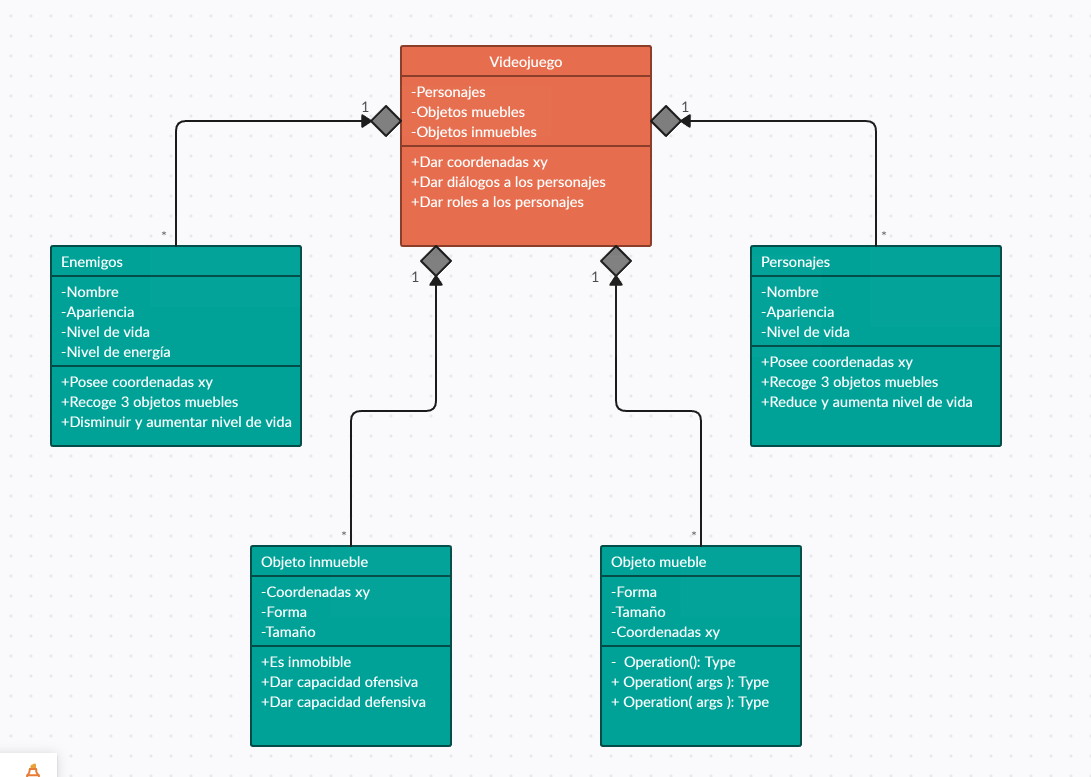 Videojuego
-Personajes
-Objetos muebles
-Objetos inmuebles
+Dar coordenadas xy
+Dar diálogos a los personajes
+Dar roles a los personajes
1
1
1
1
*
*
Enemigos
-Nombre
-Apariencia
-Nivel de vida
-Nivel de energía
+Posee coordenadas xy
+Recoge 3 objetos muebles
+Disminuir y aumentar nivel de vida
Personajes
-Nombre
-Apariencia
-Nivel de vida
+Posee coordenadas xy
+Recoge 3 objetos muebles
+Reduce y aumenta nivel de vida
*
*
Objeto inmueble
-Coordenadas xy
-Forma
-Tamaño
+Es inmobible
+Dar capacidad ofensiva
+Dar capacidad defensiva
Objeto mueble
-Forma
-Tamaño
-Coordenadas xy
- Operation(): Type
+ Operation( args ): Type
+ Operation( args ): Type